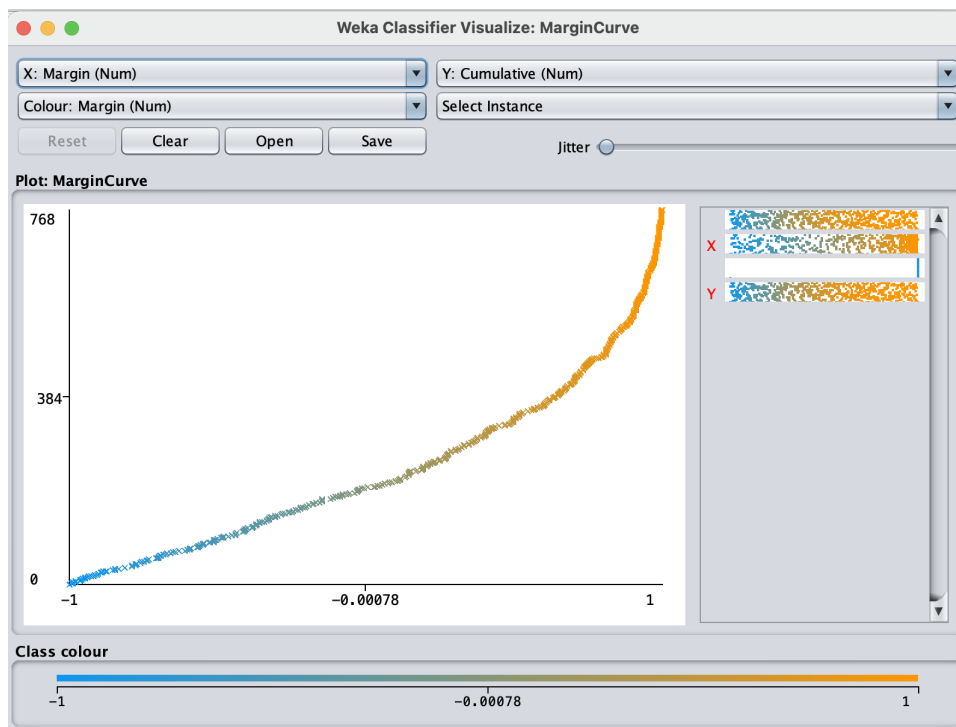 Weka Classifier Visualize: MarginCurve
X: Margin (Num)
Y: Cumulative (Num)
Colour: Margin (Num)
Select Instance
Reset
Clear
Open
Save
Jitter
Plot: MarginCurve
768
384
0
-1
-0.00078
1
X
Y
Class colour
-1
-0.00078
1